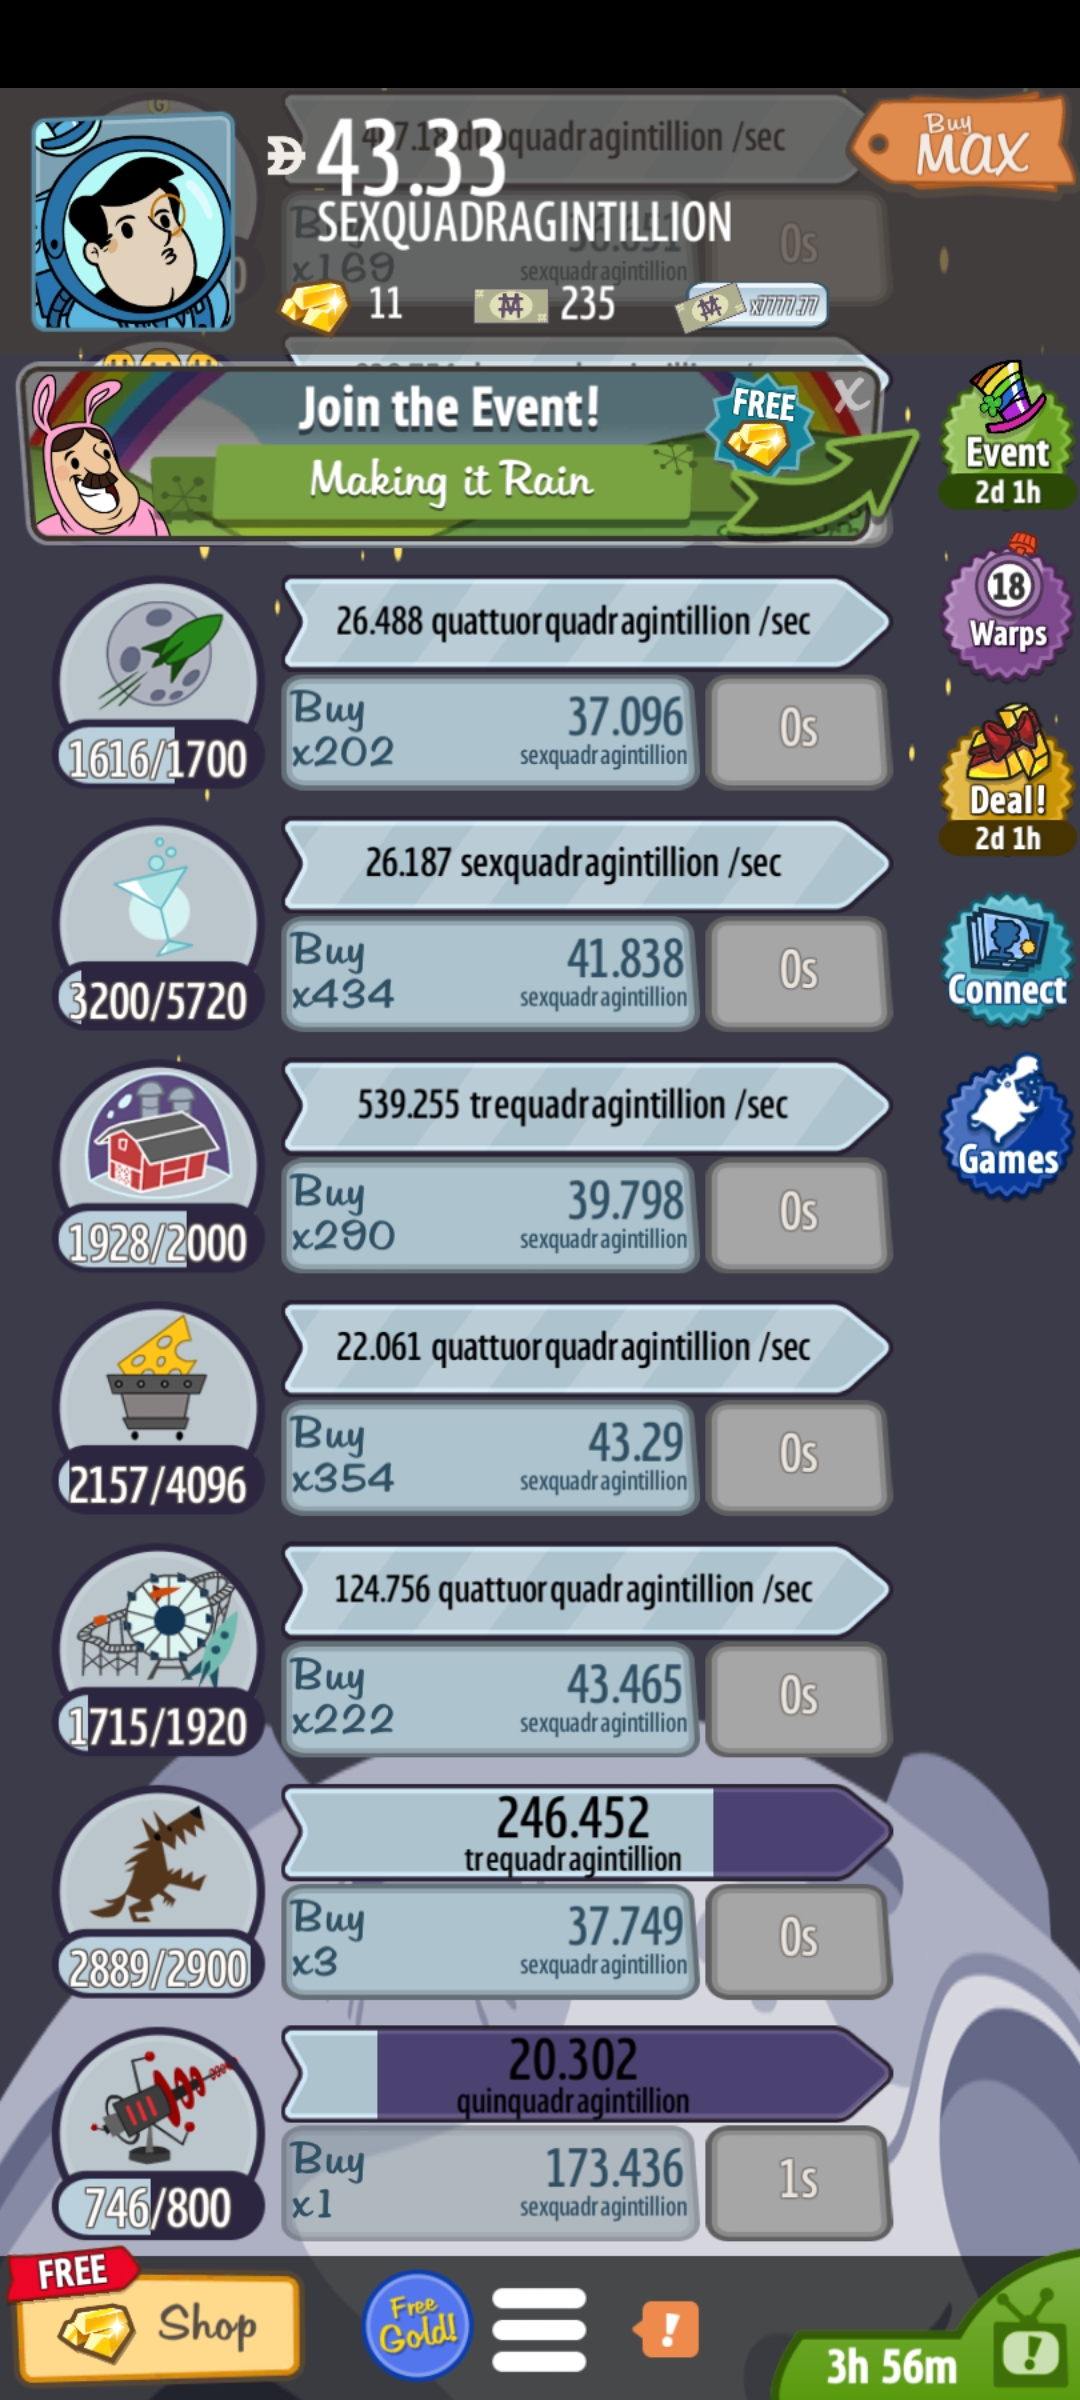 43.33
SEXQUADRAGINTILLION
Buy
MAX
x169
sexquadragintillion
0s
11
235
x7777.77
Join the Event!
Making it Rain
FREE
X
Event
2d 1h
26.488 quattuorquadragintillion /sec
Buy
x202
37.096
sexquadragintillion
0s
1616/1700
18
Warps
Deal!
2d 1h
26.187 sexquadragintillion /sec
Buy
x434
41.838
sexquadragintillion
0s
3200/5720
Connect
539.255 trequadragintillion /sec
Buy
x290
39.798
sexquadragintillion
0s
1928/2000
Games
22.061 quattuorquadragintillion /sec
Buy
x354
43.29
sexquadragintillion
0s
2157/4096
124.756 quattuorquadragintillion /sec
Buy
x222
43.465
sexquadragintillion
0s
1715/1920
246.452
trequadragintillion
Buy
x3
37.749
sexquadragintillion
0s
2889/2900
20.302
quinquadragintillion
Buy
x1
173.436
sexquadragintillion
1s
746/800
FREE
Shop
Free
Gold!
!
3h 56m
!